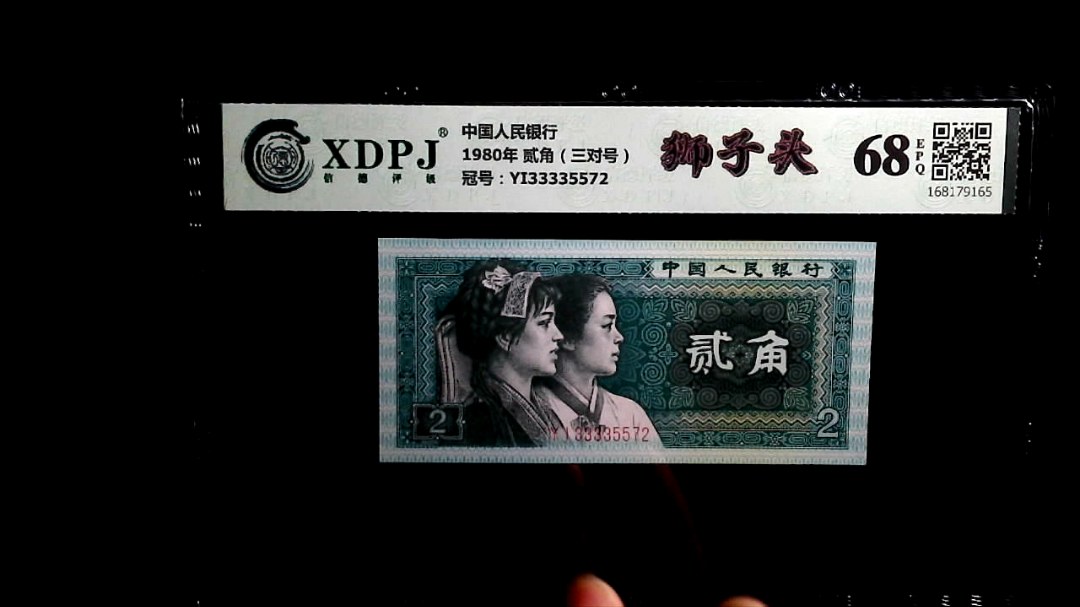 XDPJ®
信德评级
中国人民银行
1980年 贰角（三对号）
冠号：YI33335572
狮子头
68
EPQ
168179165
中国人民银行
贰角
2
2
YI33335572